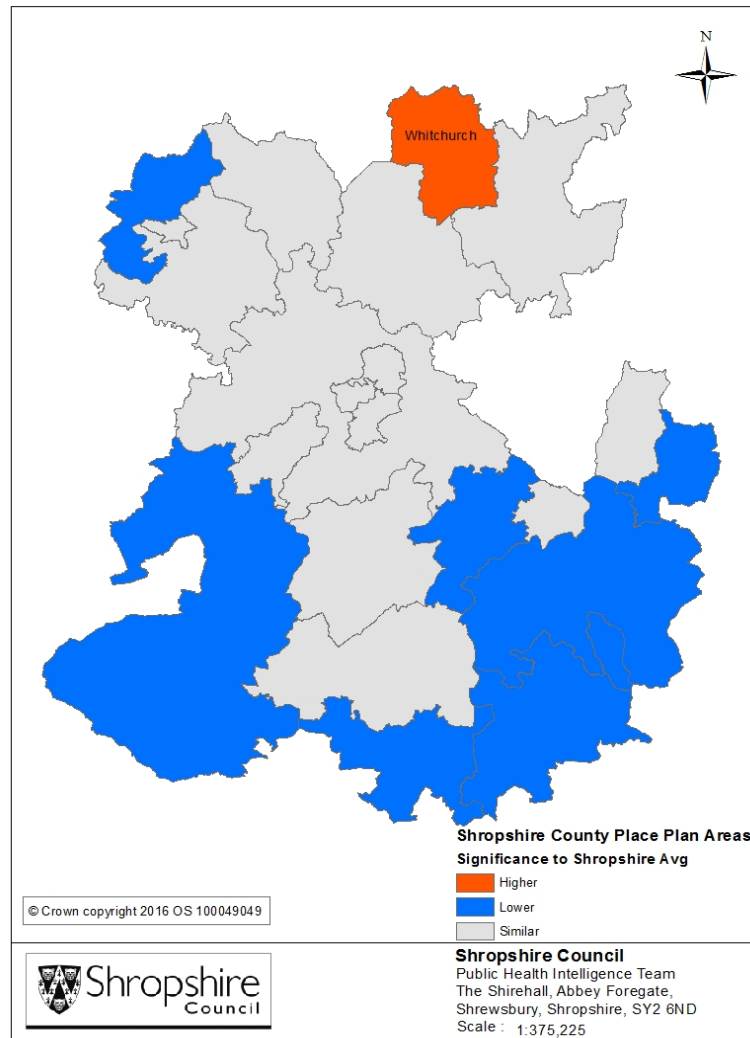 N
Whitchurch
Shropshire County Place Plan Areas
Significance to Shropshire Avg
Higher
Lower
Similar
© Crown copyright 2016 OS 100049049
Shropshire
Council
Shropshire Council
Public Health Intelligence Team
The Shirehall, Abbey Foregate,
Shrewsbury, Shropshire, SY2 6ND
Scale : 1:375,225